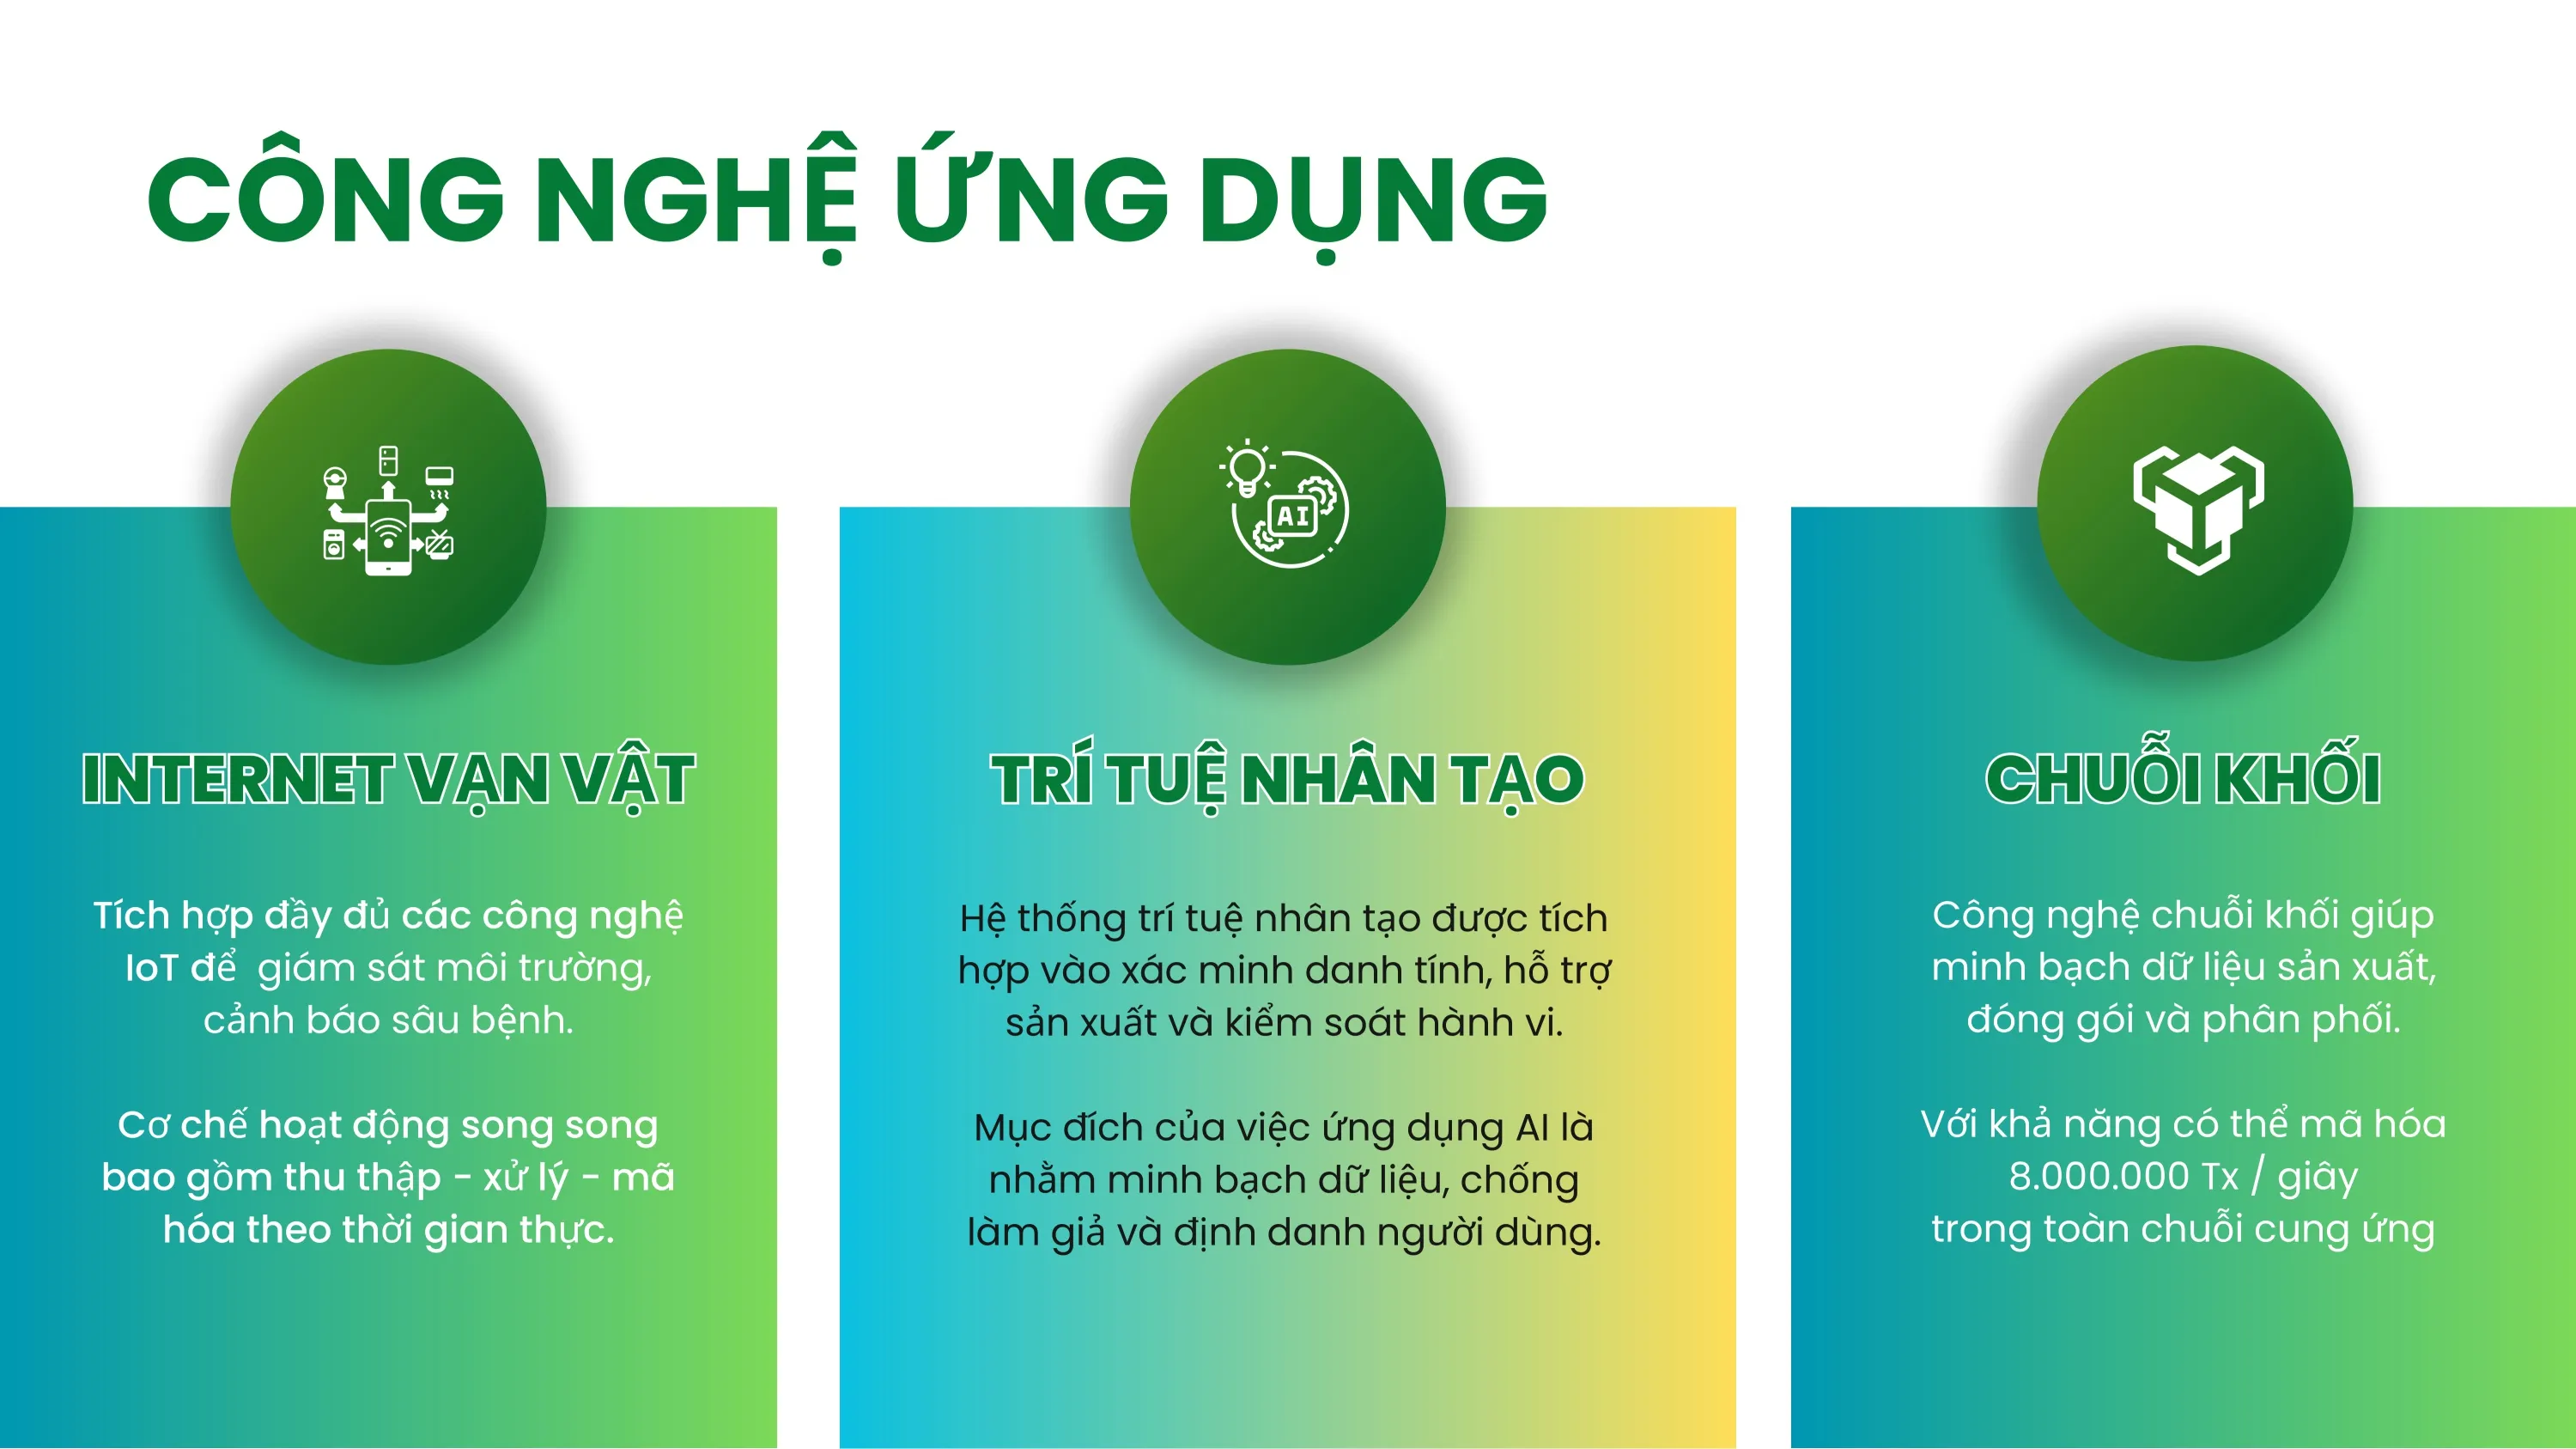 CÔNG NGHỆ ỨNG DỤNG
AI
INTERNET VẠN VẬT
Tích hợp đầy đủ các công nghệ
IoT để  giám sát môi trường,
cảnh báo sâu bệnh.
Cơ chế hoạt động song song
bao gồm thu thập - xử lý - mã
hóa theo thời gian thực.
TRÍ TUỆ NHÂN TẠO
Hệ thống trí tuệ nhân tạo được tích
hợp vào xác minh danh tính, hỗ trợ
sản xuất và kiểm soát hành vi.
Mục đích của việc ứng dụng AI là
nhằm minh bạch dữ liệu, chống
làm giả và định danh người dùng.
CHUỖI KHỐI
Công nghệ chuỗi khối giúp
minh bạch dữ liệu sản xuất,
đóng gói và phân phối.
Với khả năng có thể mã hóa
8.000.000 Tx / giây
trong toàn chuỗi cung ứng